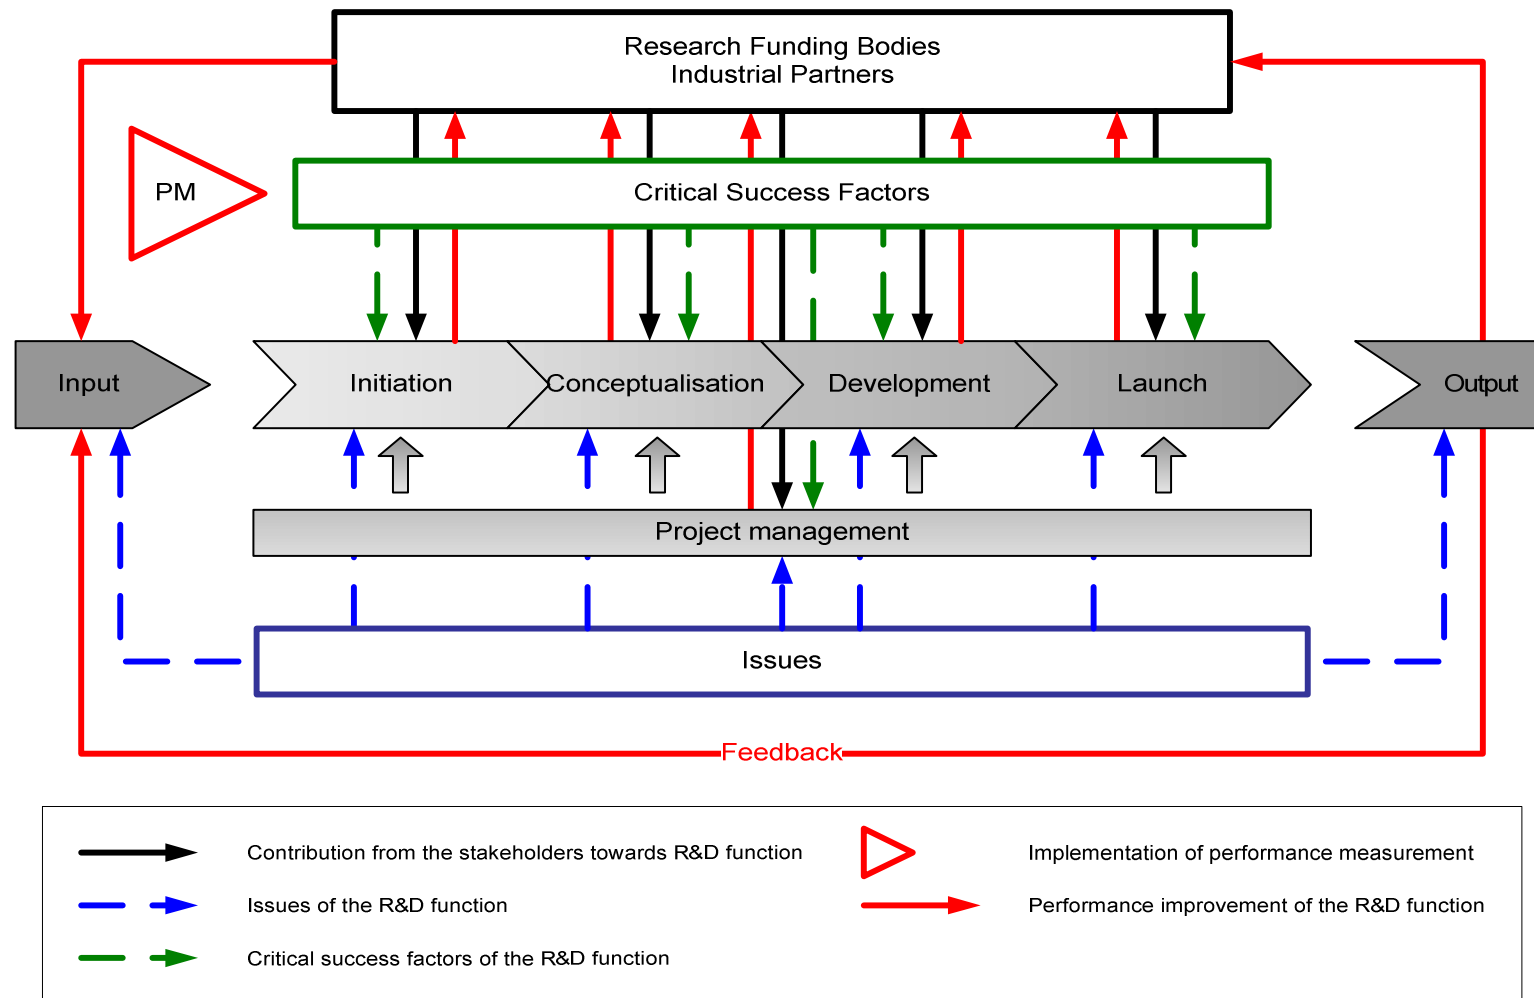 Research Funding Bodies
Industrial Partners
PM
Critical Success Factors
Input
Initiation
Conceptualisation
Development
Launch
Output
Project management
Issues
Feedback
Contribution from the stakeholders towards R&D function
Implementation of performance measurement
Issues of the R&D function
Performance improvement of the R&D function
Critical success factors of the R&D function